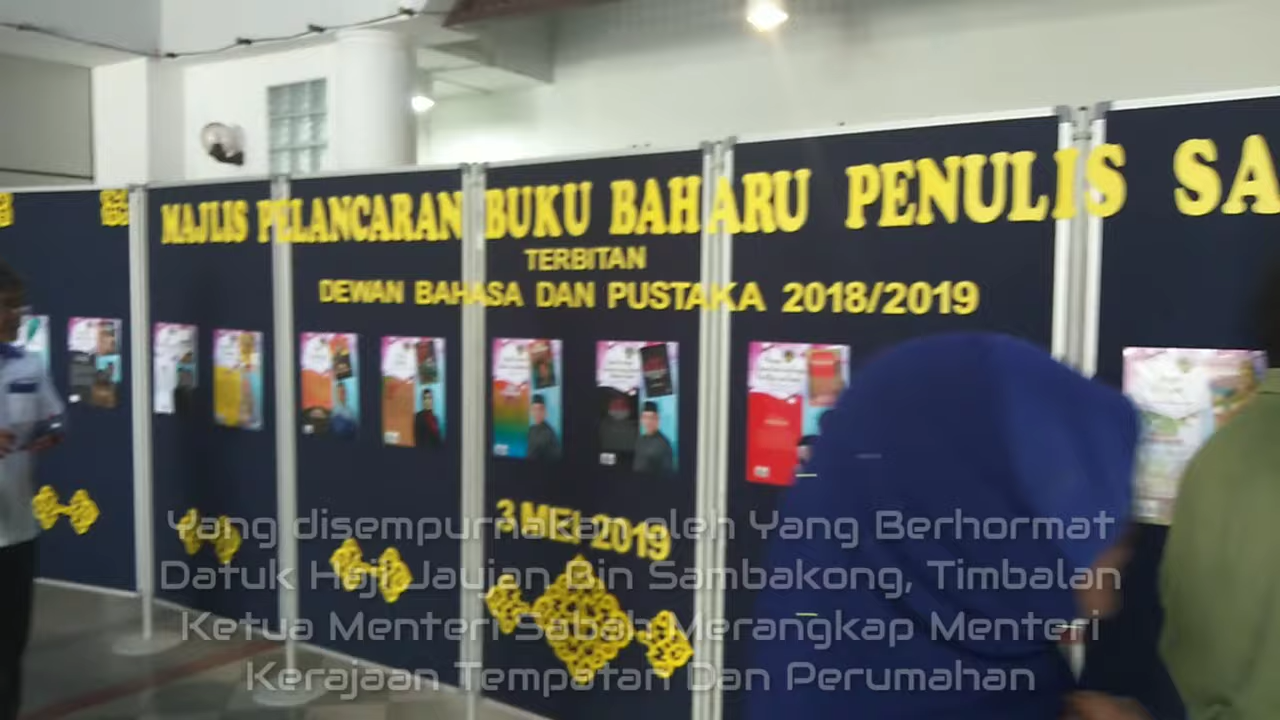 MAJLIS PELANCARAN BUKU BAHARU PENULIS SA
TERBITAN
DEWAN BAHASA DAN PUSTAKA 2018/2019
3 MEI 2019
Yang disempurnakan oleh Yang Berhormat
Datuk Haji Jaujan Bin Sambakong, Timbalan
Ketua Menteri Sabah Merangkap Menteri
Kerajaan Tempatan Dan Perumahan